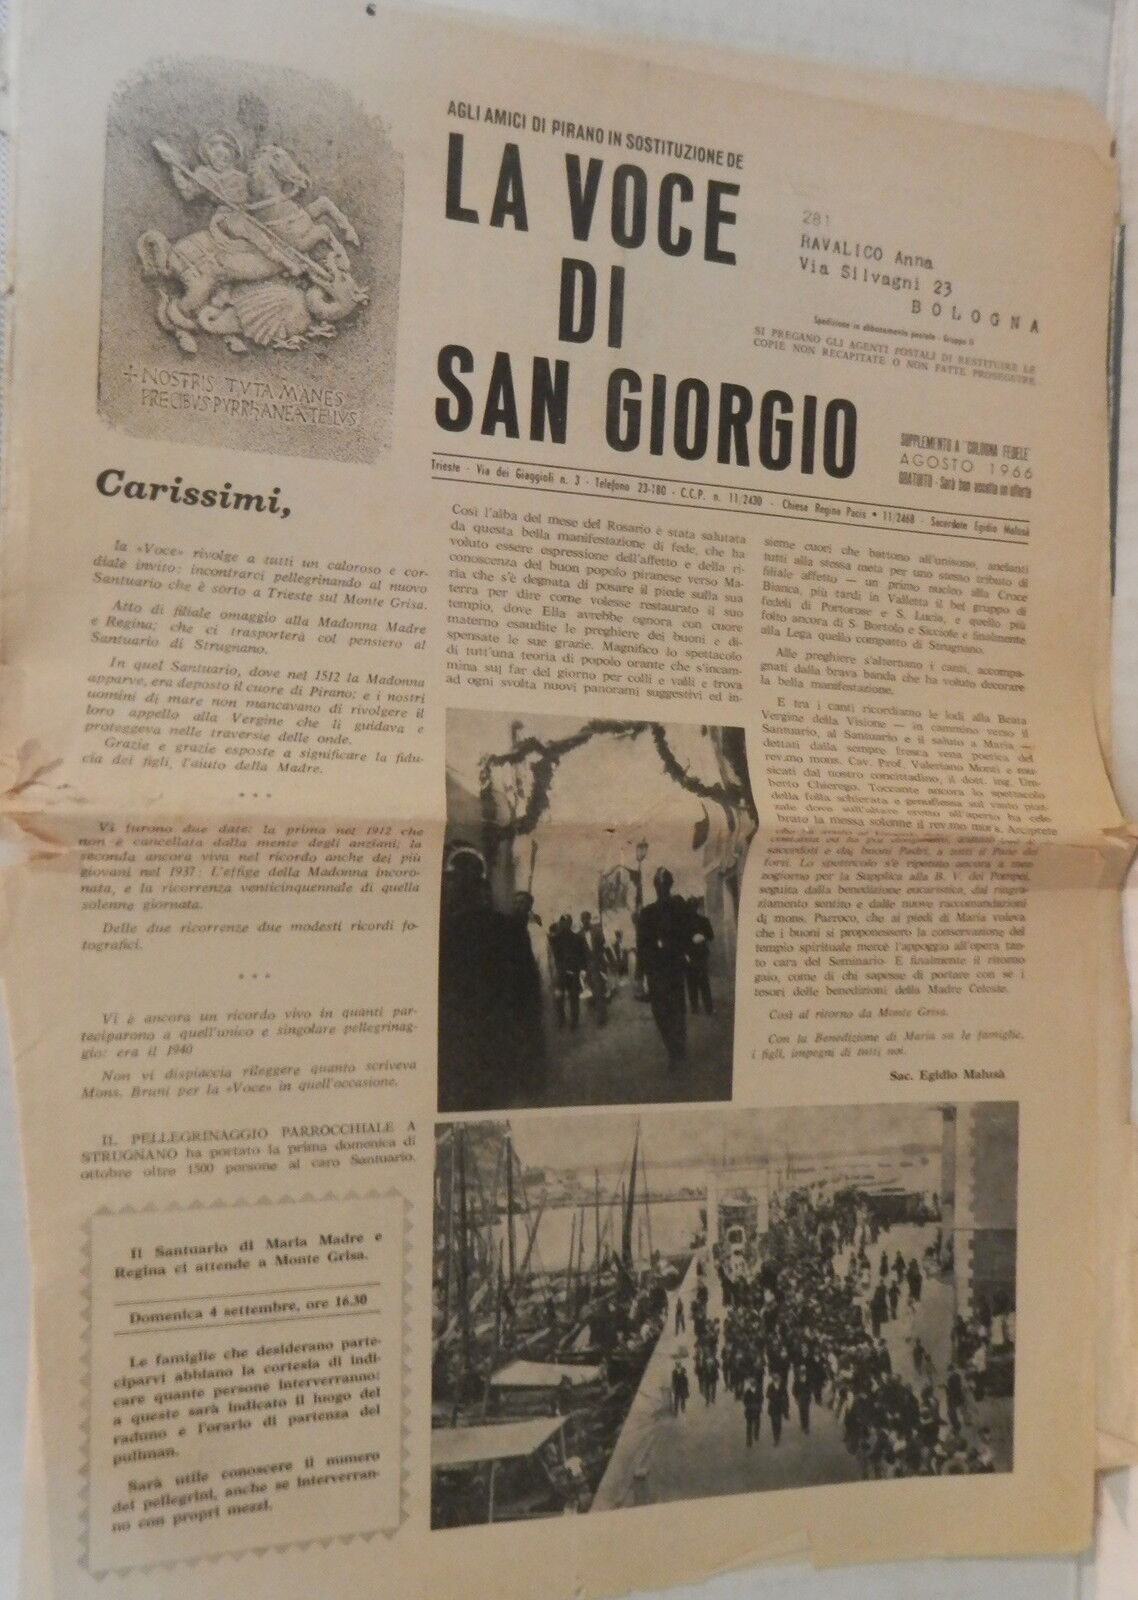 NOSTRIS TVTA MANES
PRECIBVS PYRRHANEA TELLVS
AGLI AMICI DI PIRANO IN SOSTITUZIONE DE
LA VOCE
DI
SAN GIORGIO
281
RAVALICO Anna
Via Silvagni 23
BOLOGNA
Spedizione in abbonamento postale - Gruppo II
SI PREGANO GLI AGENTI POSTALI DI RESTITUIRE LE
COPIE NON RECAPITATE O NON FATTE PROSEGUIRE
SUPPLEMENTO A "COLOGNA FEDELE"
AGOSTO 1966
GRATUITO - Sarà ben accetta un'offerta
Trieste - Via dei Giaggioli n. 3 - Telefono 23-180 - C.C.P. n. 11/2430 - Chiesa Regina Pacis • 11/2468 - Sacerdote Egidio Malusà
Carissimi,
la «Voce» rivolge a tutti un caloroso e cor-
diale invito: incontrarci pellegrinando al nuovo
Santuario che è sorto a Trieste sul Monte Grisa.
Atto di filiale omaggio alla Madonna Madre
e Regina; che ci trasporterà col pensiero al
Santuario di Strugnano.
In quel Santuario, dove nel 1512 la Madonna
apparve, era deposto il cuore di Pirano; e i nostri
uomini di mare non mancavano di rivolgere il
loro appello alla Vergine che li guidava e
proteggeva nelle traversie delle onde.
Grazie e grazie esposte a significare la fidu-
cia dei figli, l'aiuto della Madre.
* * *
Vi furono due date: la prima nel 1912 che
non è cancellata dalla mente degli anziani; la
seconda ancora viva nel ricordo anche dei più
giovani nel 1937: L'effige della Madonna incoro-
nata, e la ricorrenza venticinquennale di quella
solenne giornata.
Delle due ricorrenze due modesti ricordi fo-
tografici.
* * *
Vi è ancora un ricordo vivo in quanti par-
teciparono a quell'unico e singolare pellegrinag-
gio: era il 1940
Non vi dispiaccia rileggere quanto scriveva
Mons. Bruni per la «Voce» in quell'occasione.
IL PELLEGRINAGGIO PARROCCHIALE A
STRUGNANO ha portato la prima domenica di
ottobre oltre 1500 persone al caro Santuario.
Il Santuario di Maria Madre e
Regina ci attende a Monte Grisa.
Domenica 4 settembre, ore 16.30
Le famiglie che desiderano parte-
ciparvi abbiano la cortesia di indi-
care quante persone interverranno:
a queste sarà indicato il luogo del
raduno e l'orario di partenza del
pullman.
Sarà utile conoscere il numero
dei pellegrini, anche se interverran-
no con propri mezzi.
Così l'alba del mese del Rosario è stata salutata
da questa bella manifestazione di fede, che ha
voluto essere espressione dell'affetto e della ri-
conoscenza del buon popolo piranese verso Ma-
ria che s'è degnata di posare il piede sulla sua
terra per dire come volesse restaurato il suo
tempio, dove Ella avrebbe ognora con cuore
materno esaudite le preghiere dei buoni e di-
spensate le sue grazie. Magnifico lo spettacolo
di tutt'una teoria di popolo orante che s'incam-
mina sul far del giorno per colli e valli e trova
ad ogni svolta nuovi panorami suggestivi ed in-
sieme cuori che battono all'unisono, anelanti
tutti alla stessa meta per uno stesso tributo di
filiale affetto — un primo nucleo alla Croce
Bianca, più tardi in Valletta il bel gruppo di
fedeli di Portorose e S. Lucia, e quello più
folto ancora di S. Bortolo e Sicciole e finalmente
alla Lega quello compatto di Strugnano.
Alle preghiere s'alternano i canti, accompa-
gnati dalla brava banda che ha voluto decorare
la bella manifestazione.
E tra i canti ricordiamo le lodi alla Beata
Vergine della Visione — in cammino verso il
Santuario, al Santuario e il saluto a Maria —
dettati dalla sempre fresca vena poetica del
rev.mo mons. Cav. Prof. Valeriano Monti e mu-
sicati dal nostro concittadino, il dott. ing. Um-
berto Chierego. Toccante ancora lo spettacolo
della folla schierata e genuflessa sul vasto piaz-
zale dove sull'altare eretto all'aperto ha cele-
brato la messa solenne il rev.mo mons. Arciprete
sacerdoti e dai buoni Padri, a tutti i Pane dei
forti. Lo spettacolo s'è ripetuto ancora a mez-
zogiorno per la Supplica alla B. V. dei Pompei,
seguita dalla benedizione eucaristica, dal ringra-
ziamento sentito e dalle nuove raccomandazioni
di mons. Parroco, che ai piedi di Maria voleva
che i buoni si proponessero la conservazione del
tempio spirituale mercè l'appoggio all'opera tan-
to cara del Seminario. E finalmente il ritorno
gaio, come di chi sapesse di portare con sè i
tesori delle benedizioni della Madre Celeste.
Così al ritorno da Monte Grisa.
Con la Benedizione di Maria su le famiglie,
i figli, impegni di tutti noi.
Sac. Egidio Malusà